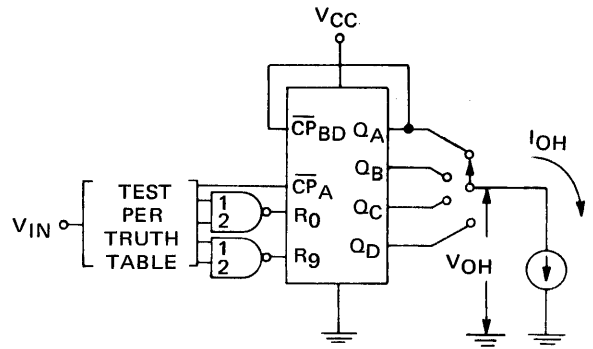 VCC
CPBD
QA
IOH
QB
TEST
CPA
VIN
PER
1
2
R0
QC
TRUTH
TABLE
1
2
R9
QD
VOH